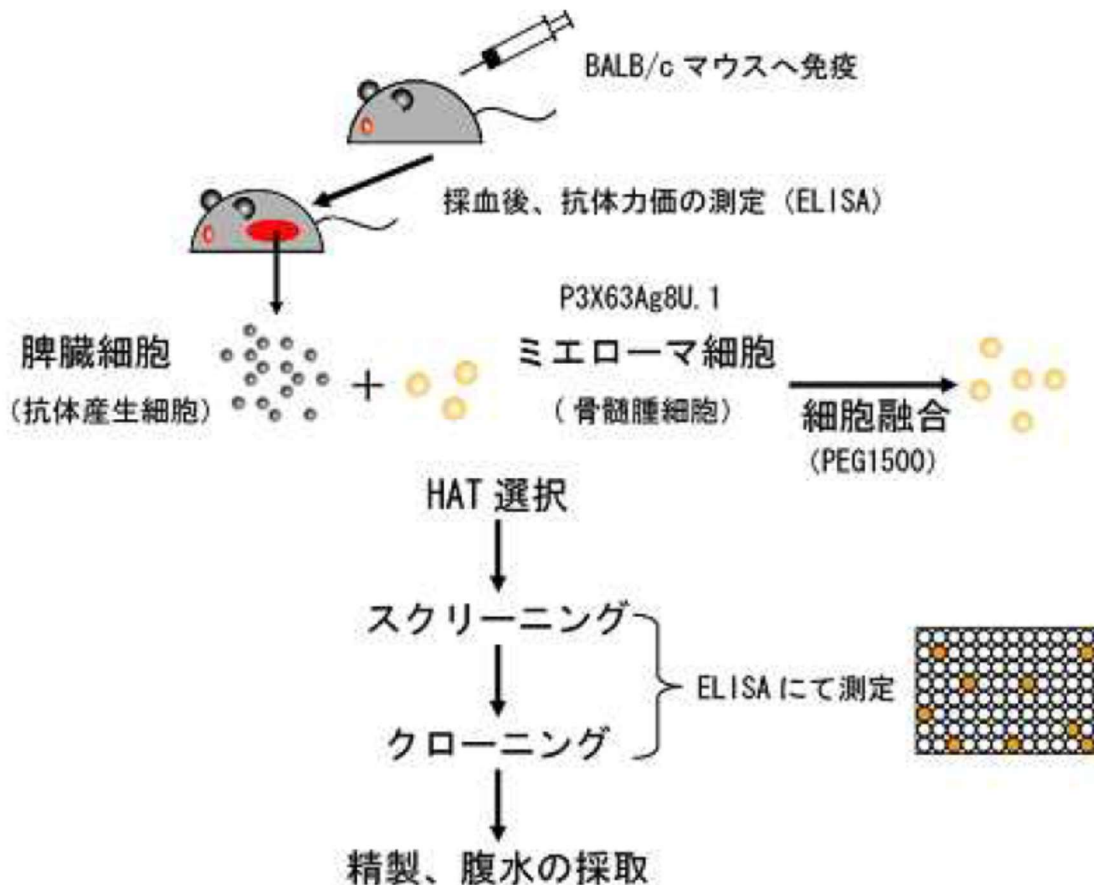 BALB/c マウスへ免疫
採血後、抗体力価の測定 (ELISA)
P3X63Ag8U.1
脾臓細胞
(抗体産生細胞)
+
ミエローマ細胞
(骨髄腫細胞)
細胞融合
(PEG1500)
HAT 選択
スクリーニング
ELISA にて測定
クローニング
精製、腹水の採取